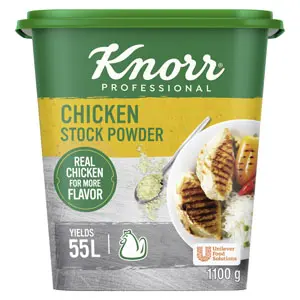 Knorr
PROFESSIONAL
CHICKEN
STOCK POWDER
REAL
CHICKEN
FOR MORE
FLAVOR
YIELDS
55L
Unilever
Food
Solutions
1100 g